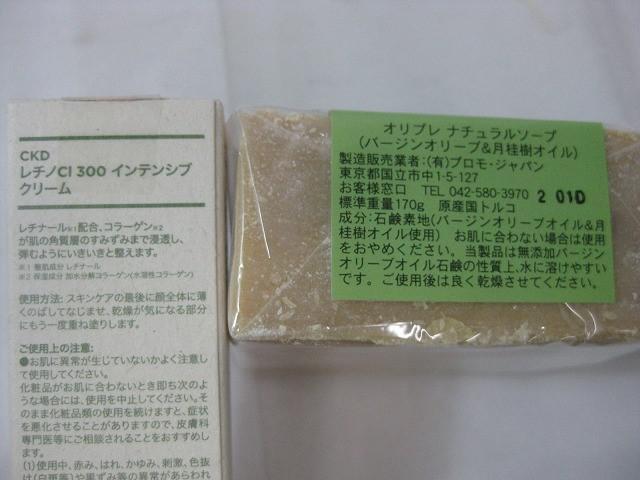 CKD
レチノCI 300 インテンシブ
クリーム
レチナール※1配合、コラーゲン※2
が肌の角質層のすみずみまで浸透し、
弾むようにいきいきと整えます。
※1 整肌成分 レチナール
※2 保湿成分 加水分解コラーゲン(水溶性コラーゲン)
使用方法: スキンケアの最後に顔全体に薄
くのばしてなじませ、乾燥が気になる部分
にもう一度重ね塗りします。
ご使用上の注意:
●お肌に異常が生じていないかよく注意し
て使用してください。
化粧品がお肌に合わないとき即ち次のよ
うな場合には、使用を中止してください。そ
のまま化粧品類の使用を続けますと、症状
を悪化させることがありますので、皮膚科
専門医等にご相談されることをおすすめし
ます。
(1)使用中、赤み、はれ、かゆみ、刺激、色抜
け(白斑等)や黒ずみ等の異常があらわれ
オリプレ ナチュラルソープ
(バージンオリーブ&月桂樹オイル)
製造販売業者:(有)プロモ・ジャパン
東京都国立市中1-5-127
お客様窓口 TEL 042-580-3970 2 01D
標準重量170g 原産国トルコ
成分:石鹸素地(バージンオリーブオイル&月
桂樹オイル使用) お肌に合わない場合は使用
をおやめください。当製品は無添加バージン
オリーブオイル石鹸の性質上、水に溶けやすい
です。ご使用後は良く乾燥させてください。